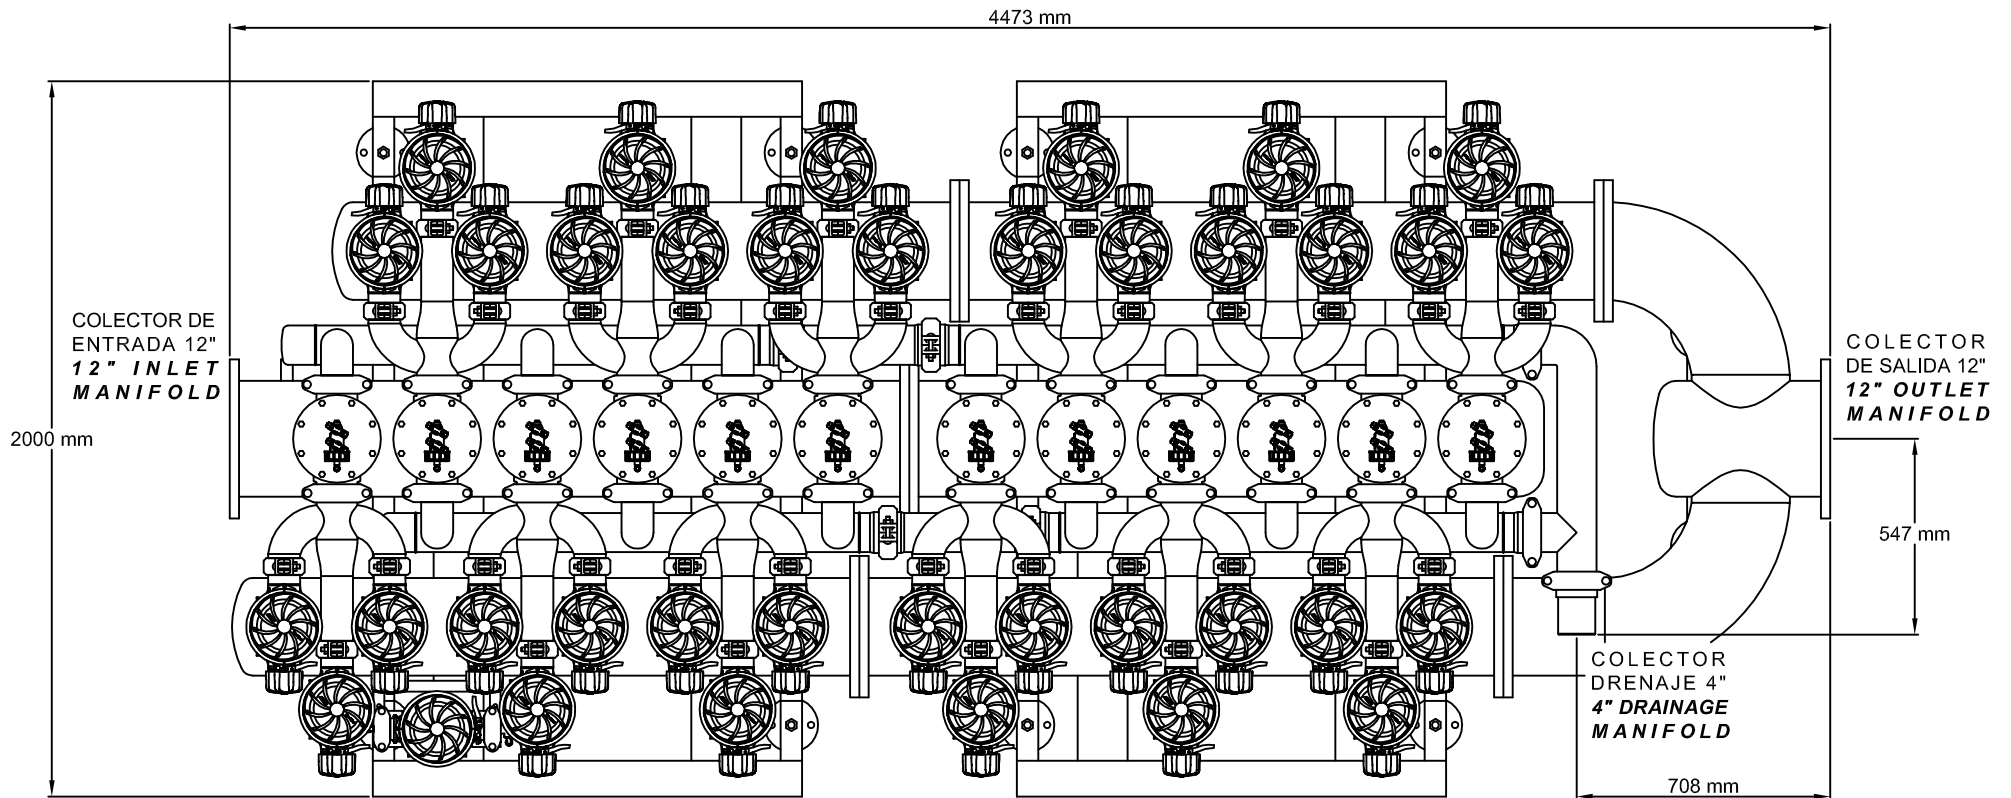 4473 mm
COLECTOR DE
ENTRADA 12"
12" INLET
MANIFOLD
2000 mm
COLECTOR
DE SALIDA 12"
12" OUTLET
MANIFOLD
547 mm
COLECTOR
DRENAJE 4"
4" DRAINAGE
MANIFOLD
708 mm